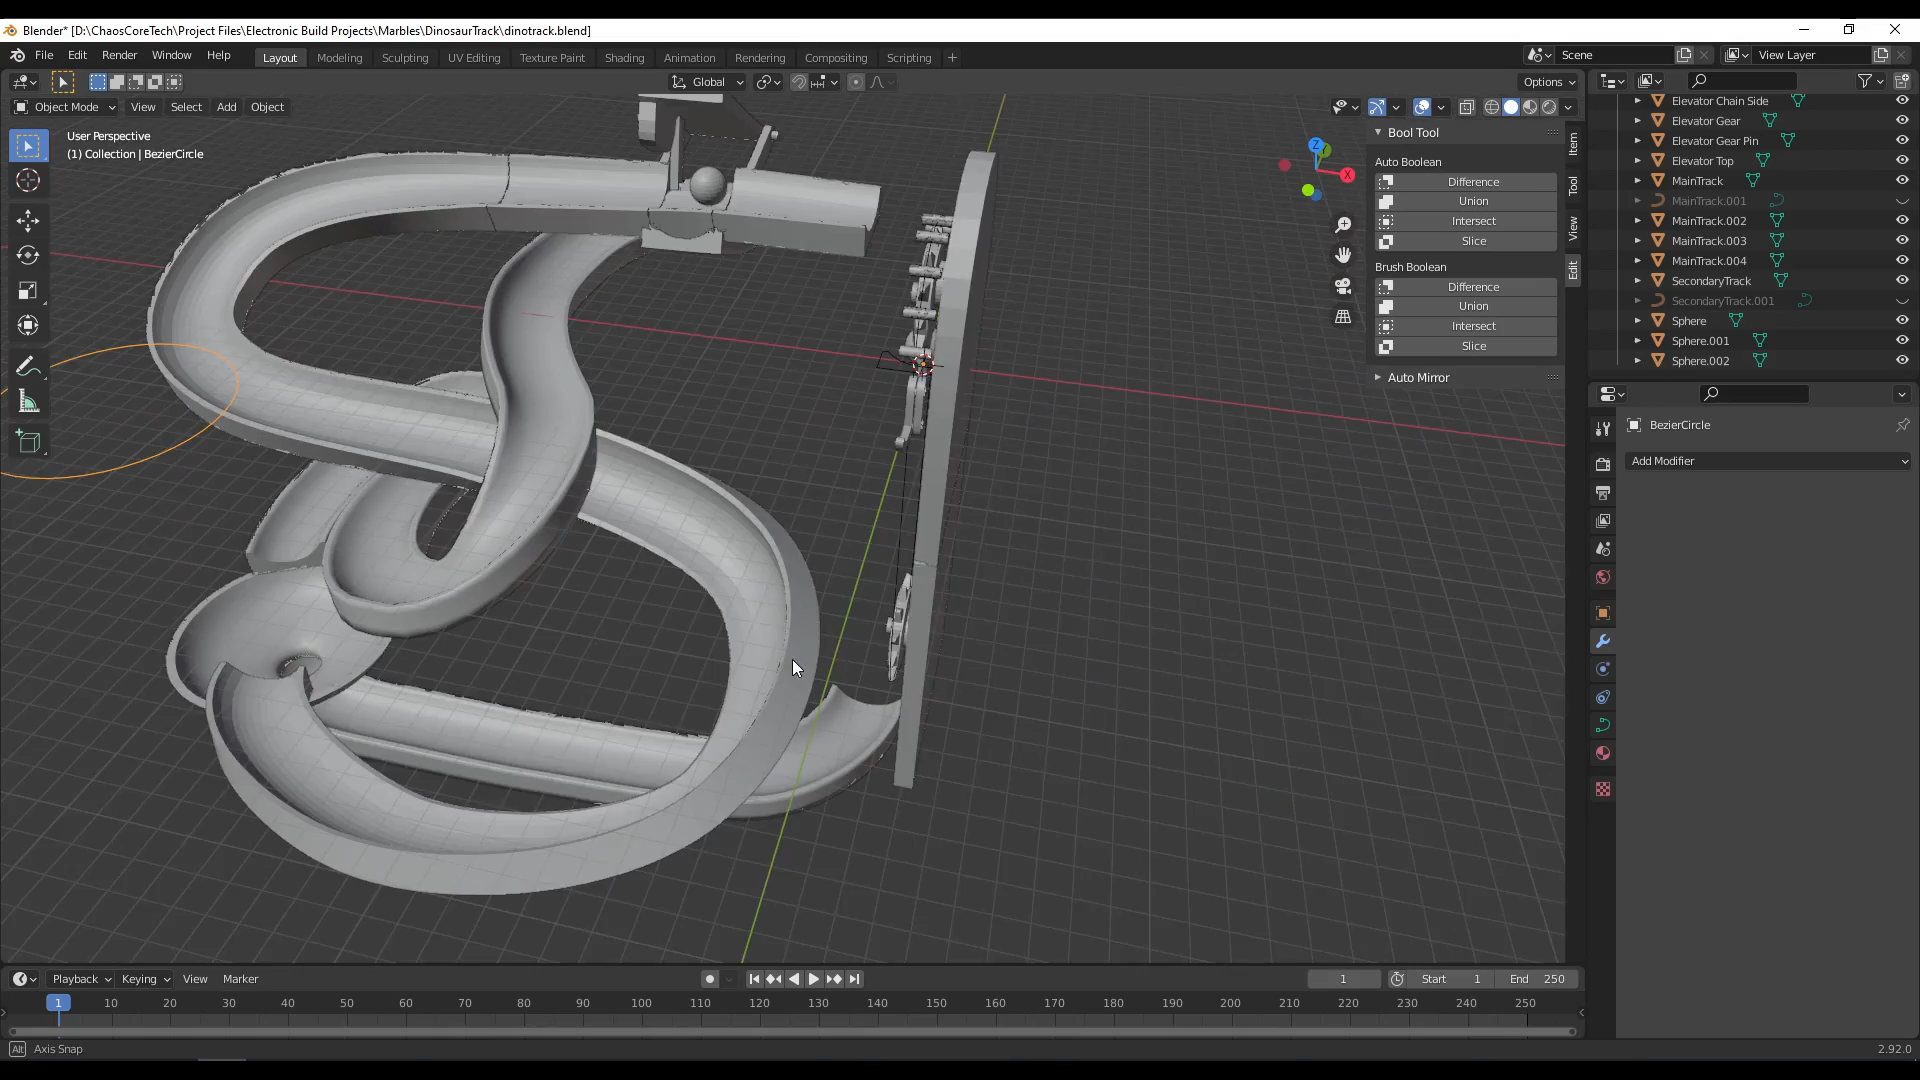 Blender* [D:\ChaosCoreTech\Project Files\Electronic Build Projects\Marbles\DinosaurTrack\dinotrack.blend]
File Edit Render Window Help
Layout Modeling Sculpting UV Editing Texture Paint Shading Animation Rendering Compositing Scripting +
Scene
View Layer
Global
Options
Object Mode View Select Add Object
User Perspective
(1) Collection | BezierCircle
Z
X
Bool Tool
Auto Boolean
Difference
Union
Intersect
Slice
Brush Boolean
Difference
Union
Intersect
Slice
Auto Mirror
Item
Tool
View
Edit
Elevator Chain Side
Elevator Gear
Elevator Gear Pin
Elevator Top
MainTrack
MainTrack.001
MainTrack.002
MainTrack.003
MainTrack.004
SecondaryTrack
SecondaryTrack.001
Sphere
Sphere.001
Sphere.002
BezierCircle
Add Modifier
Playback Keying View Marker
1
Start 1
End 250
1 10 20 30 40 50 60 70 80 90 100 110 120 130 140 150 160 170 180 190 200 210 220 230 240 250
Alt Axis Snap
2.92.0